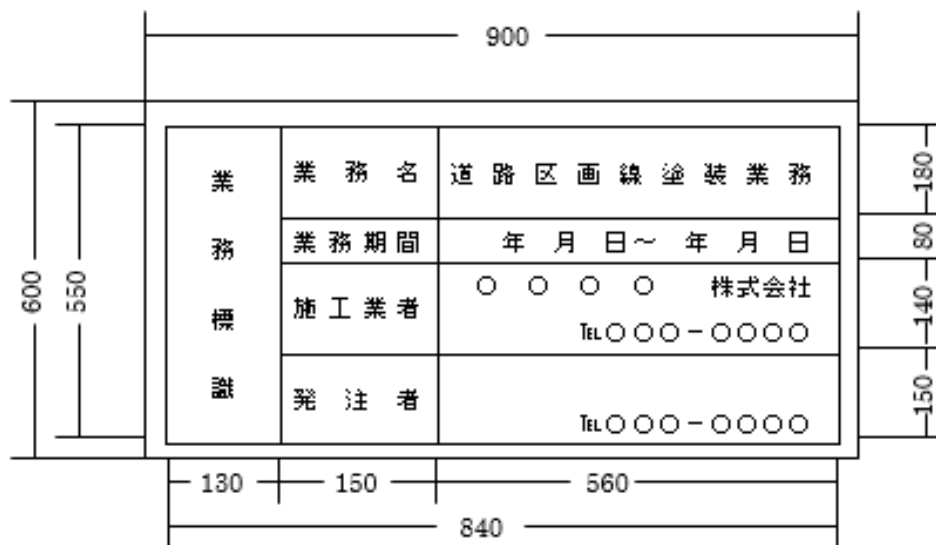 900
業務標識
業務名 道路区画線塗装業務
業務期間 年 月 日～ 年 月 日
施工業者 ○ ○ ○ ○ 株式会社
℡○○○－○○○○
発注者
℡○○○－○○○○
600
550
180
80
140
150
130 150 560
840